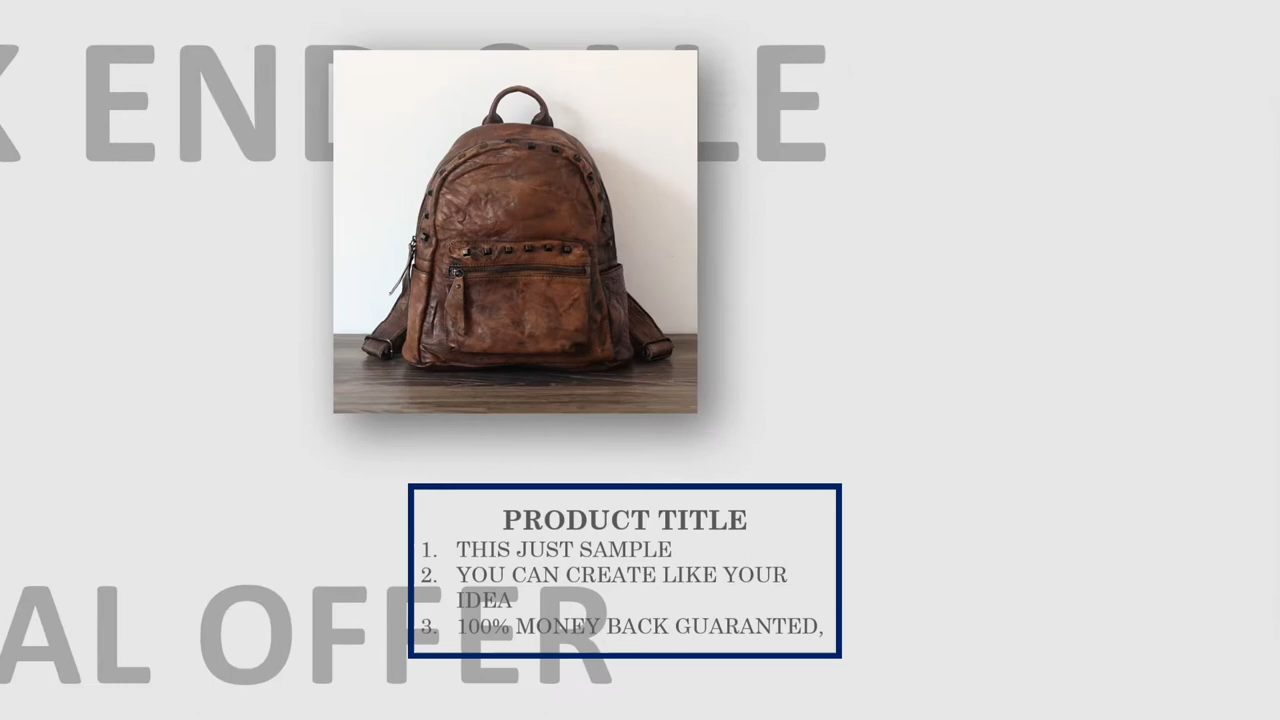 K END SALE
PRODUCT TITLE
1. THIS JUST SAMPLE
2. YOU CAN CREATE LIKE YOUR
IDEA
3. 100% MONEY BACK GUARANTED,
AL OFFER